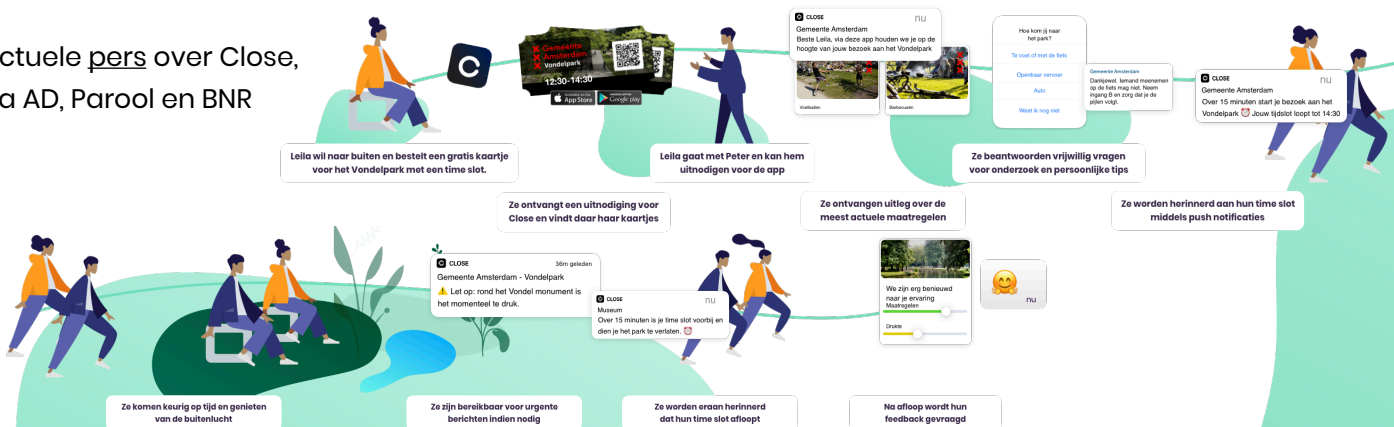 ctuele pers over Close,
a AD, Parool en BNR
Gemeente
Amsterdam
Vondelpark
12:30-14:30
App Store
Google play
CLOSE
nu
Gemeente Amsterdam
Beste Leila, via deze app houden we je op de
hoogte van jouw bezoek aan het Vondelpark
Voetballen
Barbecueën
Hoe kom jij naar
het park?
Te voet of met de fiets
Openbaar vervoer
Auto
Weet ik nog niet
Gemeente Amsterdam
Dankjewel. Iemand meenemen
op de fiets mag niet. Neem
ingang B en zorg dat je de
pijlen volgt.
CLOSE
nu
Gemeente Amsterdam
Over 15 minuten start je bezoek aan het
Vondelpark ⏰ Jouw tijdslot loopt tot 14:30
Leila wil naar buiten en bestelt een gratis kaartje
voor het Vondelpark met een time slot.
Leila gaat met Peter en kan hem
uitnodigen voor de app
Ze beantwoorden vrijwillig vragen
voor onderzoek en persoonlijke tips
Ze ontvangt een uitnodiging voor
Close en vindt daar haar kaartjes
Ze ontvangen uitleg over de
meest actuele maatregelen
Ze worden herinnerd aan hun time slot
middels push notificaties
CLOSE
36m geleden
Gemeente Amsterdam - Vondelpark
⚠️ Let op: rond het Vondel monument is
het momenteel te druk.
CLOSE
nu
Museum
Over 15 minuten is je time slot voorbij en
dien je het park te verlaten. ⏰
We zijn erg benieuwd
naar je ervaring
Maatregelen
Drukte
🤗
nu
Ze komen keurig op tijd en genieten
van de buitenlucht
Ze zijn bereikbaar voor urgente
berichten indien nodig
Ze worden eraan herinnerd
dat hun time slot afloopt
Na afloop wordt hun
feedback gevraagd